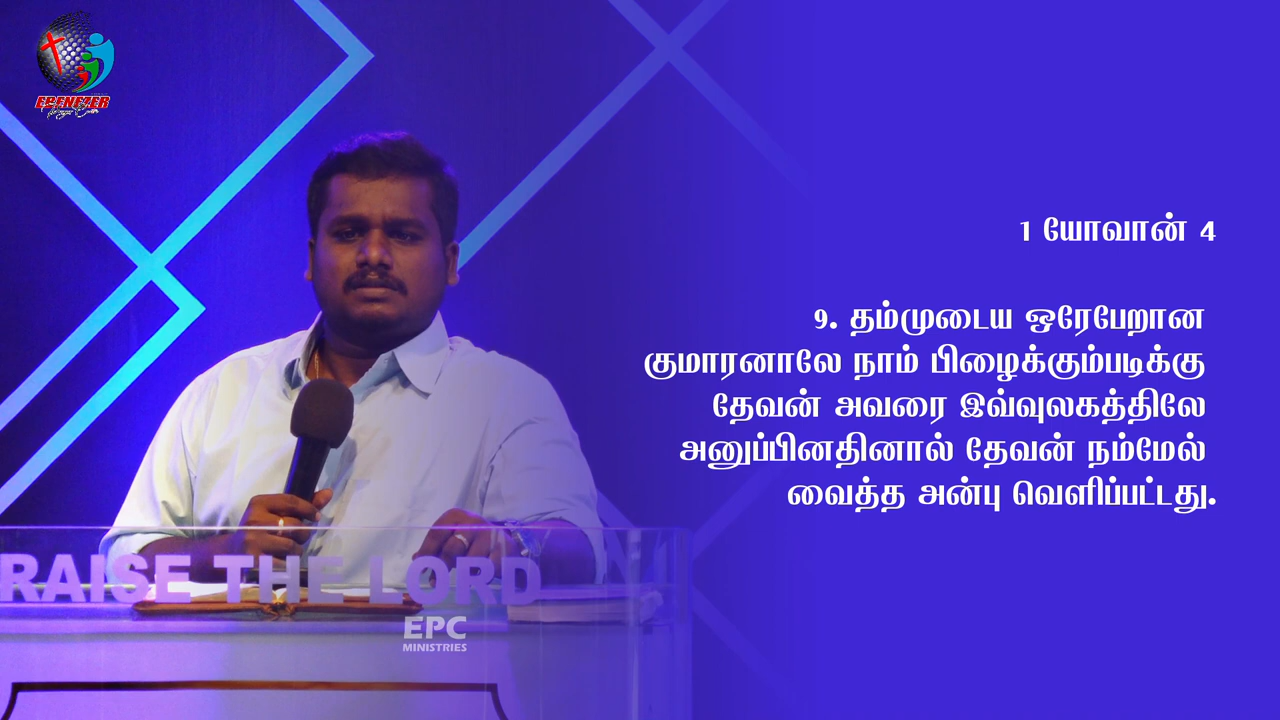 EBENEZER
1 யோவான் 4
9. தம்முடைய ஒரேபேறான
குமாரனாலே நாம் பிழைக்கும்படிக்கு
தேவன் அவரை இவ்வுலகத்திலே
அனுப்பினதினால் தேவன் நம்மேல்
வைத்த அன்பு வெளிப்பட்டது.
RAISE THE LORD
EPC
MINISTRIES